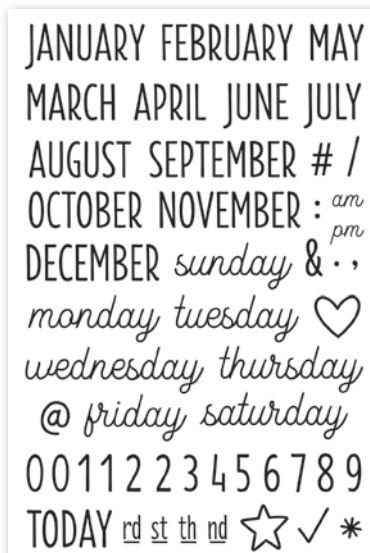 JANUARY FEBRUARY MAY
MARCH APRIL JUNE JULY
AUGUST SEPTEMBER # /
OCTOBER NOVEMBER : am
pm
DECEMBER sunday & . ,
monday tuesday ♡
wednesday thursday
@ friday saturday
0 0 1 1 2 2 3 4 5 6 7 8 9
TODAY rd st th nd ☆ ✓ *